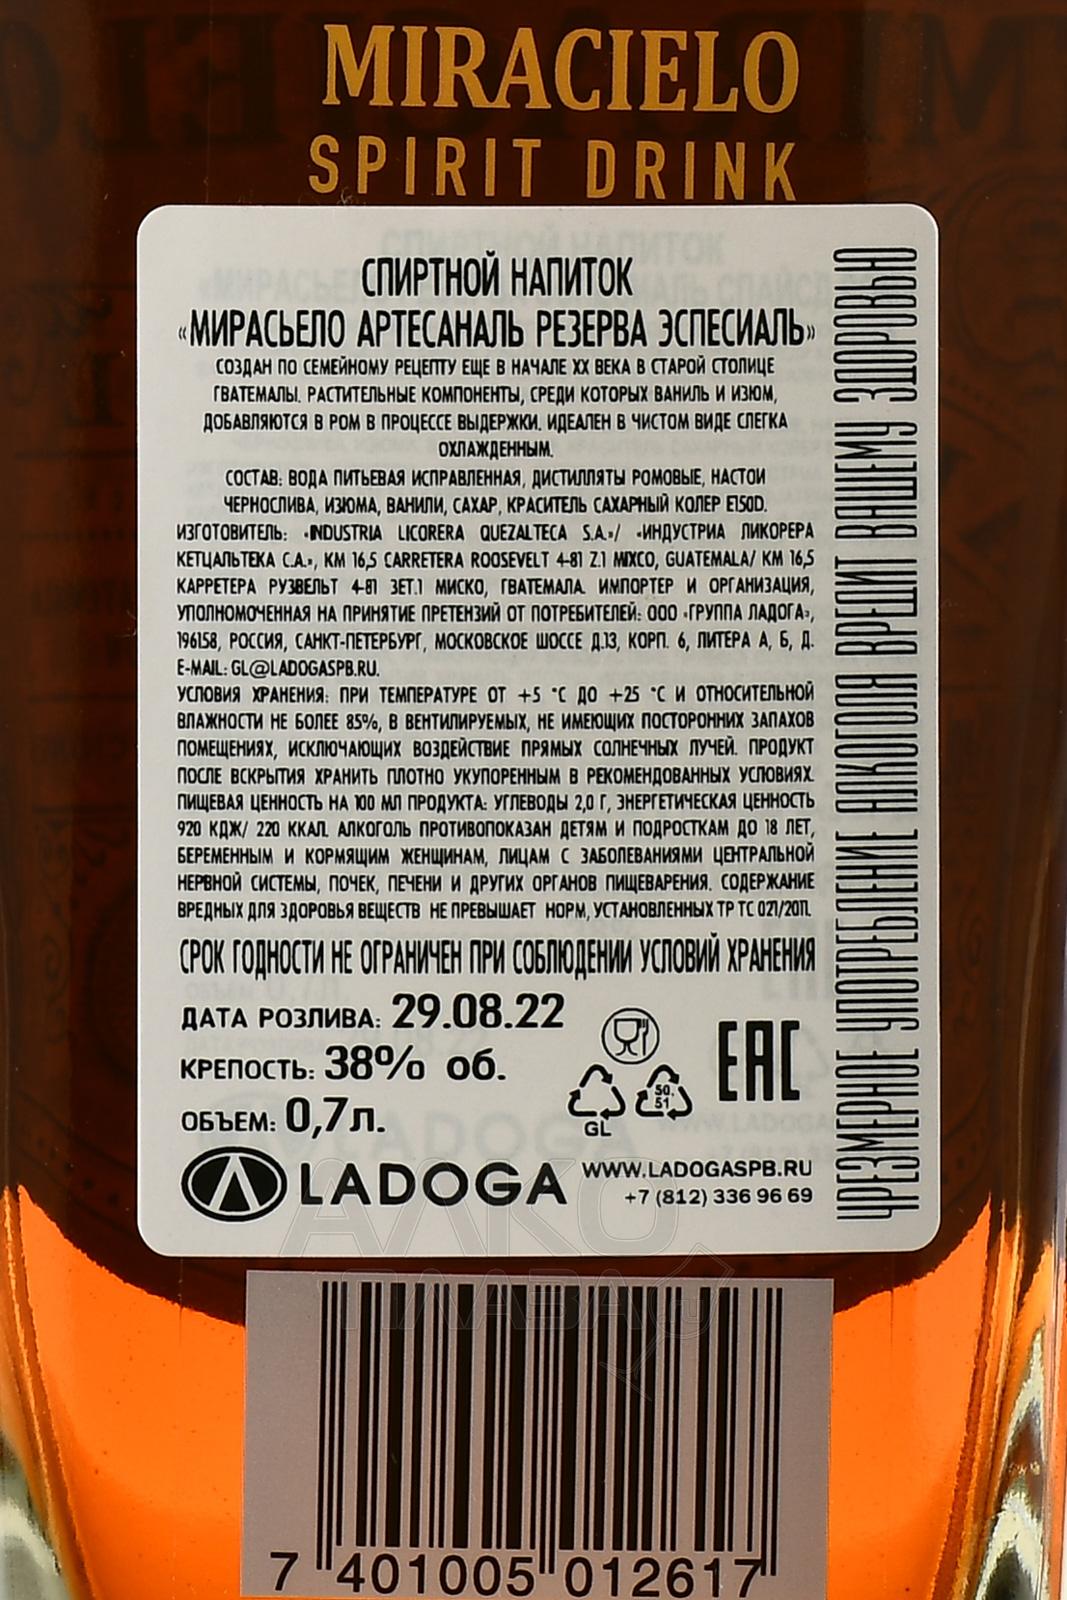 MIRACIELO
SPIRIT DRINK
СПИРТНОЙ НАПИТОК
«МИРАСЬЕЛО АРТЕСАНАЛЬ РЕЗЕРВА ЭСПЕСИАЛЬ»
СОЗДАН ПО СЕМЕЙНОМУ РЕЦЕПТУ ЕЩЕ В НАЧАЛЕ XX ВЕКА В СТАРОЙ СТОЛИЦЕ
ГВАТЕМАЛЫ. РАСТИТЕЛЬНЫЕ КОМПОНЕНТЫ, СРЕДИ КОТОРЫХ ВАНИЛЬ И ИЗЮМ,
ДОБАВЛЯЮТСЯ В РОМ В ПРОЦЕССЕ ВЫДЕРЖКИ. ИДЕАЛЕН В ЧИСТОМ ВИДЕ СЛЕГКА
ОХЛАЖДЕННЫМ.
СОСТАВ: ВОДА ПИТЬЕВАЯ ИСПРАВЛЕННАЯ, ДИСТИЛЛЯТЫ РОМОВЫЕ, НАСТОИ
ЧЕРНОСЛИВА, ИЗЮМА, ВАНИЛИ, САХАР, КРАСИТЕЛЬ САХАРНЫЙ КОЛЕР E150D.
ИЗГОТОВИТЕЛЬ: «INDUSTRIA LICORERA QUEZALTECA S.A.»/ «ИНДУСТРИА ЛИКОРЕРА
КЕТЦАЛЬТЕКА С.А.», KM 16,5 CARRETERA ROOSEVELT 4-81 Z.1 MIXCO, GUATEMALA/ КМ 16,5
КАРРЕТЕРА РУЗВЕЛЬТ 4-81 ЗЕТ.1 МИСКО, ГВАТЕМАЛА. ИМПОРТЕР И ОРГАНИЗАЦИЯ,
УПОЛНОМОЧЕННАЯ НА ПРИНЯТИЕ ПРЕТЕНЗИЙ ОТ ПОТРЕБИТЕЛЕЙ: ООО «ГРУППА ЛАДОГА»,
196158, РОССИЯ, САНКТ-ПЕТЕРБУРГ, МОСКОВСКОЕ ШОССЕ Д.13, КОРП. 6, ЛИТЕРА А, Б, Д.
E-MAIL: GL@LADOGASPB.RU.
УСЛОВИЯ ХРАНЕНИЯ: ПРИ ТЕМПЕРАТУРЕ ОТ +5 °C ДО +25 °C И ОТНОСИТЕЛЬНОЙ
ВЛАЖНОСТИ НЕ БОЛЕЕ 85%, В ВЕНТИЛИРУЕМЫХ, НЕ ИМЕЮЩИХ ПОСТОРОННИХ ЗАПАХОВ
ПОМЕЩЕНИЯХ, ИСКЛЮЧАЮЩИХ ВОЗДЕЙСТВИЕ ПРЯМЫХ СОЛНЕЧНЫХ ЛУЧЕЙ. ПРОДУКТ
ПОСЛЕ ВСКРЫТИЯ ХРАНИТЬ ПЛОТНО УКУПОРЕННЫМ В РЕКОМЕНДОВАННЫХ УСЛОВИЯХ.
ПИЩЕВАЯ ЦЕННОСТЬ НА 100 МЛ ПРОДУКТА: УГЛЕВОДЫ 2,0 Г, ЭНЕРГЕТИЧЕСКАЯ ЦЕННОСТЬ
920 КДЖ/ 220 ККАЛ. АЛКОГОЛЬ ПРОТИВОПОКАЗАН ДЕТЯМ И ПОДРОСТКАМ ДО 18 ЛЕТ,
БЕРЕМЕННЫМ И КОРМЯЩИМ ЖЕНЩИНАМ, ЛИЦАМ С ЗАБОЛЕВАНИЯМИ ЦЕНТРАЛЬНОЙ
НЕРВНОЙ СИСТЕМЫ, ПОЧЕК, ПЕЧЕНИ И ДРУГИХ ОРГАНОВ ПИЩЕВАРЕНИЯ. СОДЕРЖАНИЕ
ВРЕДНЫХ ДЛЯ ЗДОРОВЬЯ ВЕЩЕСТВ НЕ ПРЕВЫШАЕТ НОРМ, УСТАНОВЛЕННЫХ ТР ТС 021/2011.
СРОК ГОДНОСТИ НЕ ОГРАНИЧЕН ПРИ СОБЛЮДЕНИИ УСЛОВИЙ ХРАНЕНИЯ
ДАТА РОЗЛИВА: 29.08.22
КРЕПОСТЬ: 38% об.
ОБЪЕМ: 0,7л.
GL
50.
51
EAC
LADOGA
WWW.LADOGASPB.RU
+7 (812) 336 96 69
ЧРЕЗМЕРНОЕ УПОТРЕБЛЕНИЕ АЛКОГОЛЯ ВРЕДИТ ВАШЕМУ ЗДОРОВЬЮ
АЛКО
ПЛАЗА.ru
7 401005 012617